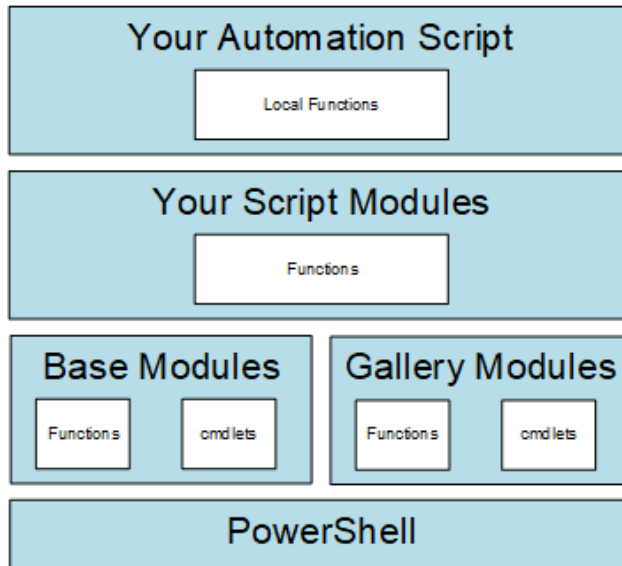 Your Automation Script
Local Functions
Your Script Modules
Functions
Base Modules
Functions
cmdlets
Gallery Modules
Functions
cmdlets
PowerShell